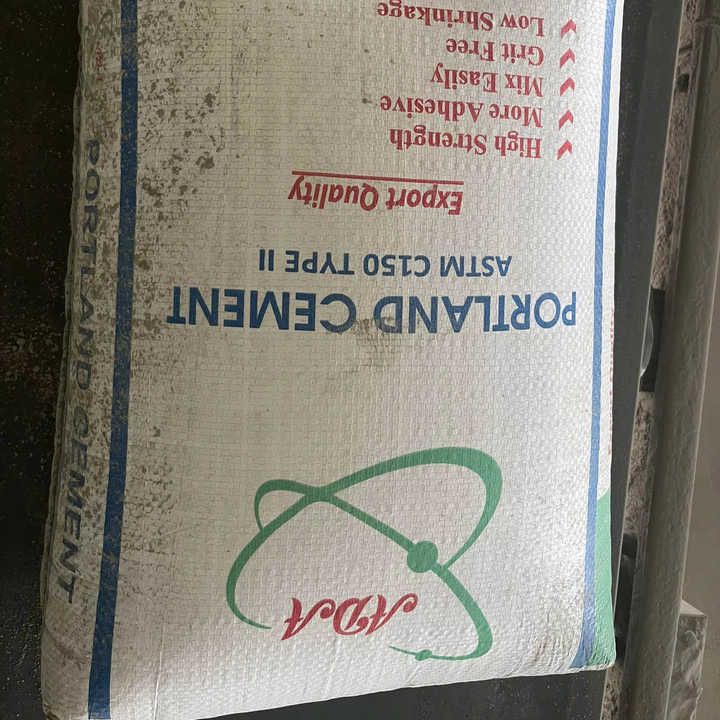 ADA
PORTLAND CEMENT
ASTM C150 TYPE II
Export Quality
High Strength
More Adhesive
Mix Easily
Grit Free
Low Shrinkage
PORTLAND CEMENT